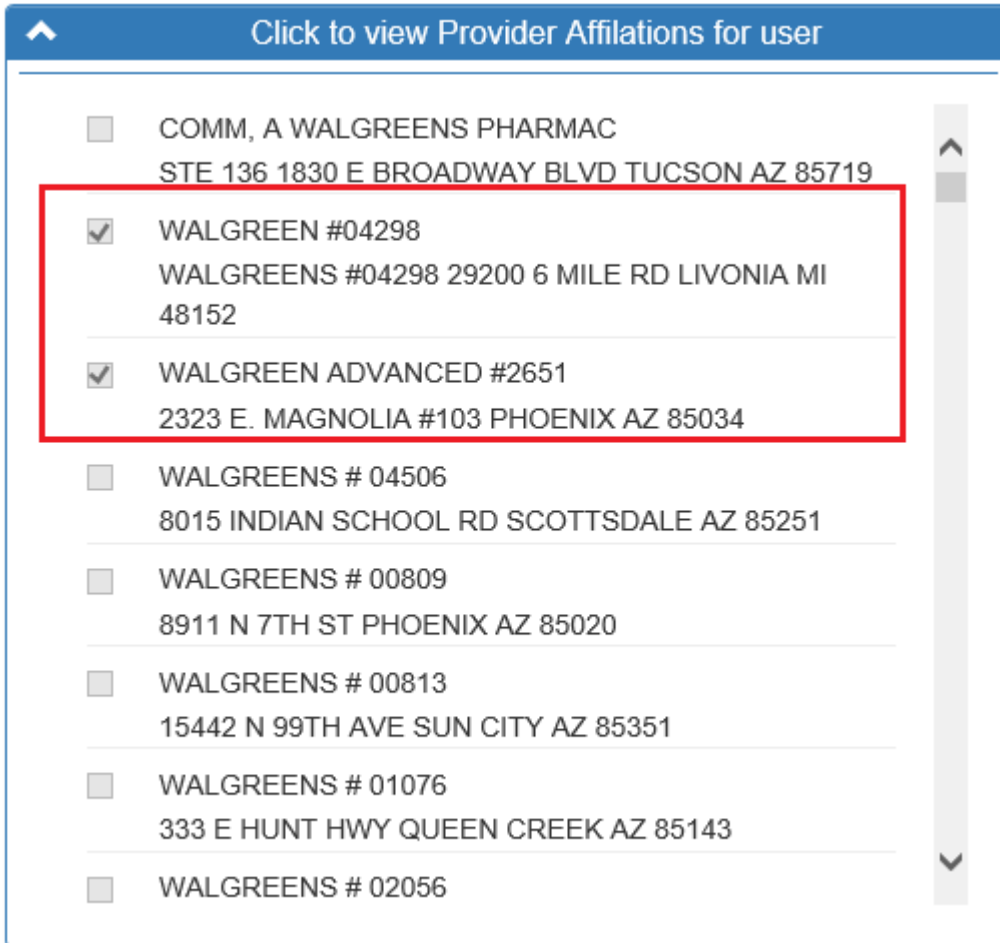 Click to view Provider Affilations for user
COMM, A WALGREENS PHARMAC
STE 136 1830 E BROADWAY BLVD TUCSON AZ 85719
WALGREEN #04298
WALGREENS #04298 29200 6 MILE RD LIVONIA MI
48152
WALGREEN ADVANCED #2651
2323 E. MAGNOLIA #103 PHOENIX AZ 85034
WALGREENS # 04506
8015 INDIAN SCHOOL RD SCOTTSDALE AZ 85251
WALGREENS # 00809
8911 N 7TH ST PHOENIX AZ 85020
WALGREENS # 00813
15442 N 99TH AVE SUN CITY AZ 85351
WALGREENS # 01076
333 E HUNT HWY QUEEN CREEK AZ 85143
WALGREENS # 02056